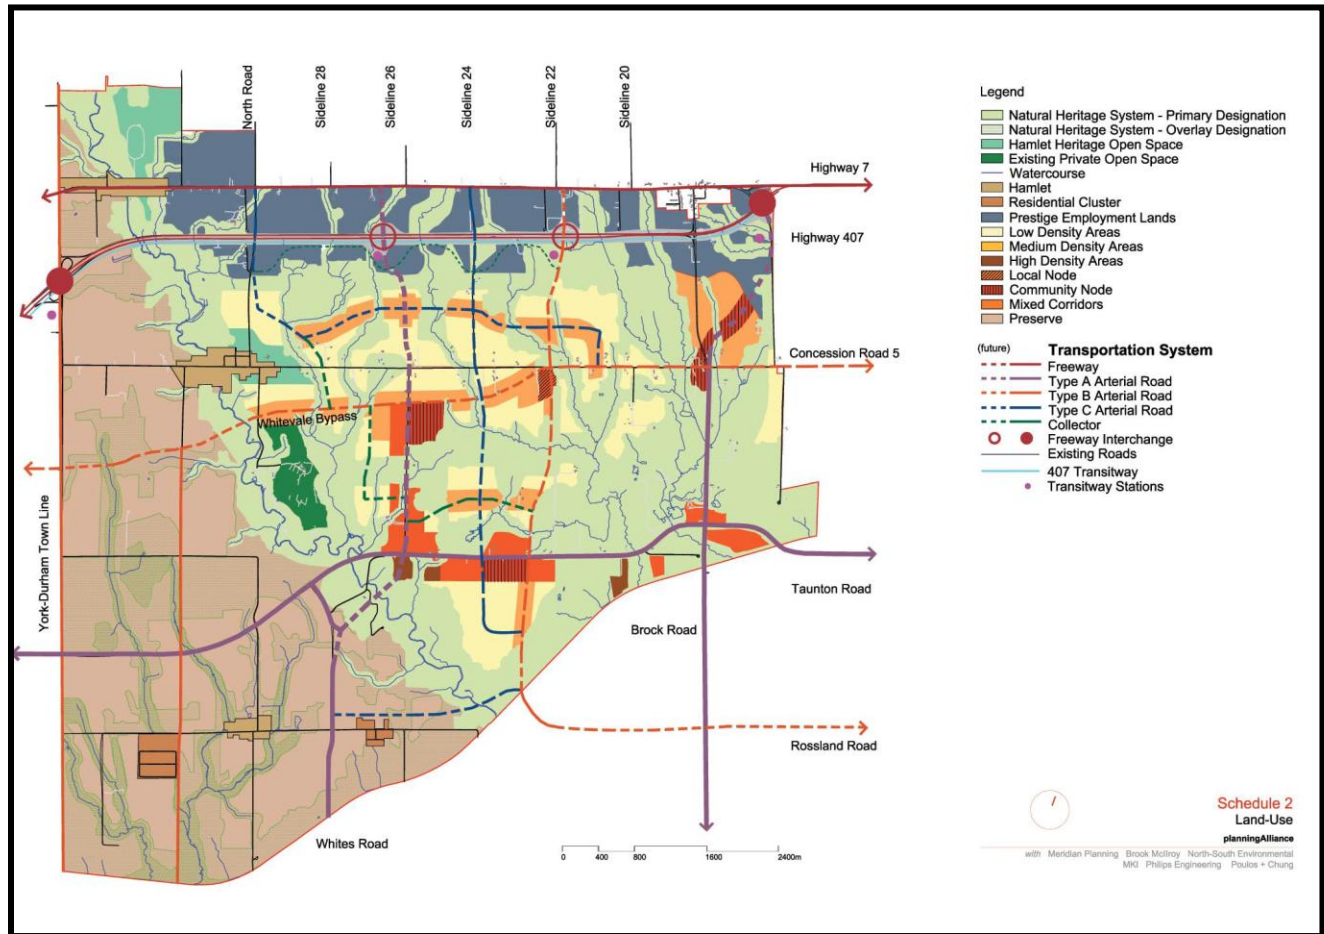 North Road
Sideline 28
Sideline 26
Sideline 24
Sideline 22
Sideline 20
Highway 7
Highway 407
Concession Road 5
Whitevale Bypass
York-Durham Town Line
Taunton Road
Brock Road
Rossland Road
Whites Road
0 400 800 1600 2400m
Legend
Natural Heritage System - Primary Designation
Natural Heritage System - Overlay Designation
Hamlet Heritage Open Space
Existing Private Open Space
Watercourse
Hamlet
Residential Cluster
Prestige Employment Lands
Low Density Areas
Medium Density Areas
High Density Areas
Local Node
Community Node
Mixed Corridors
Preserve
(future) Transportation System
Freeway
Type A Arterial Road
Type B Arterial Road
Type C Arterial Road
Collector
Freeway Interchange
Existing Roads
407 Transitway
Transitway Stations
Schedule 2
Land-Use
planningAlliance
with Meridian Planning Brook McIlroy North-South Environmental
MKI Philips Engineering Poulos + Chung